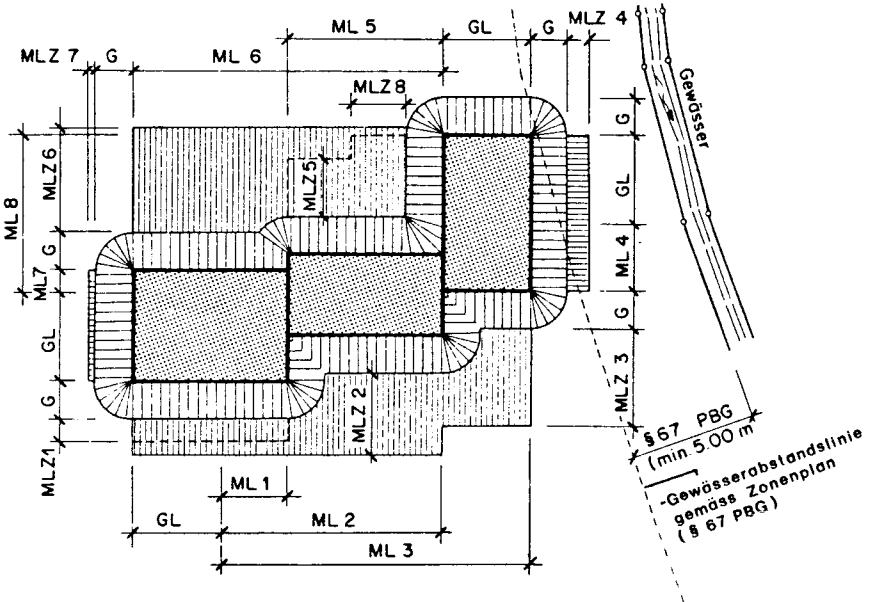 ML 5
GL
G
MLZ 4
MLZ 7
G
ML 6
MLZ 8
Gewässer
G
GL
ML 4
G
MLZ 3
ML 8
MLZ 6
G
ML7
GL
G
MLZ1
MLZ5
MLZ 2
ML 1
GL
ML 2
ML 3
§ 67 PBG
(min. 5.00 m
-Gewässerabstandslinie
gemäss Zonenplan
(§ 67 PBG)